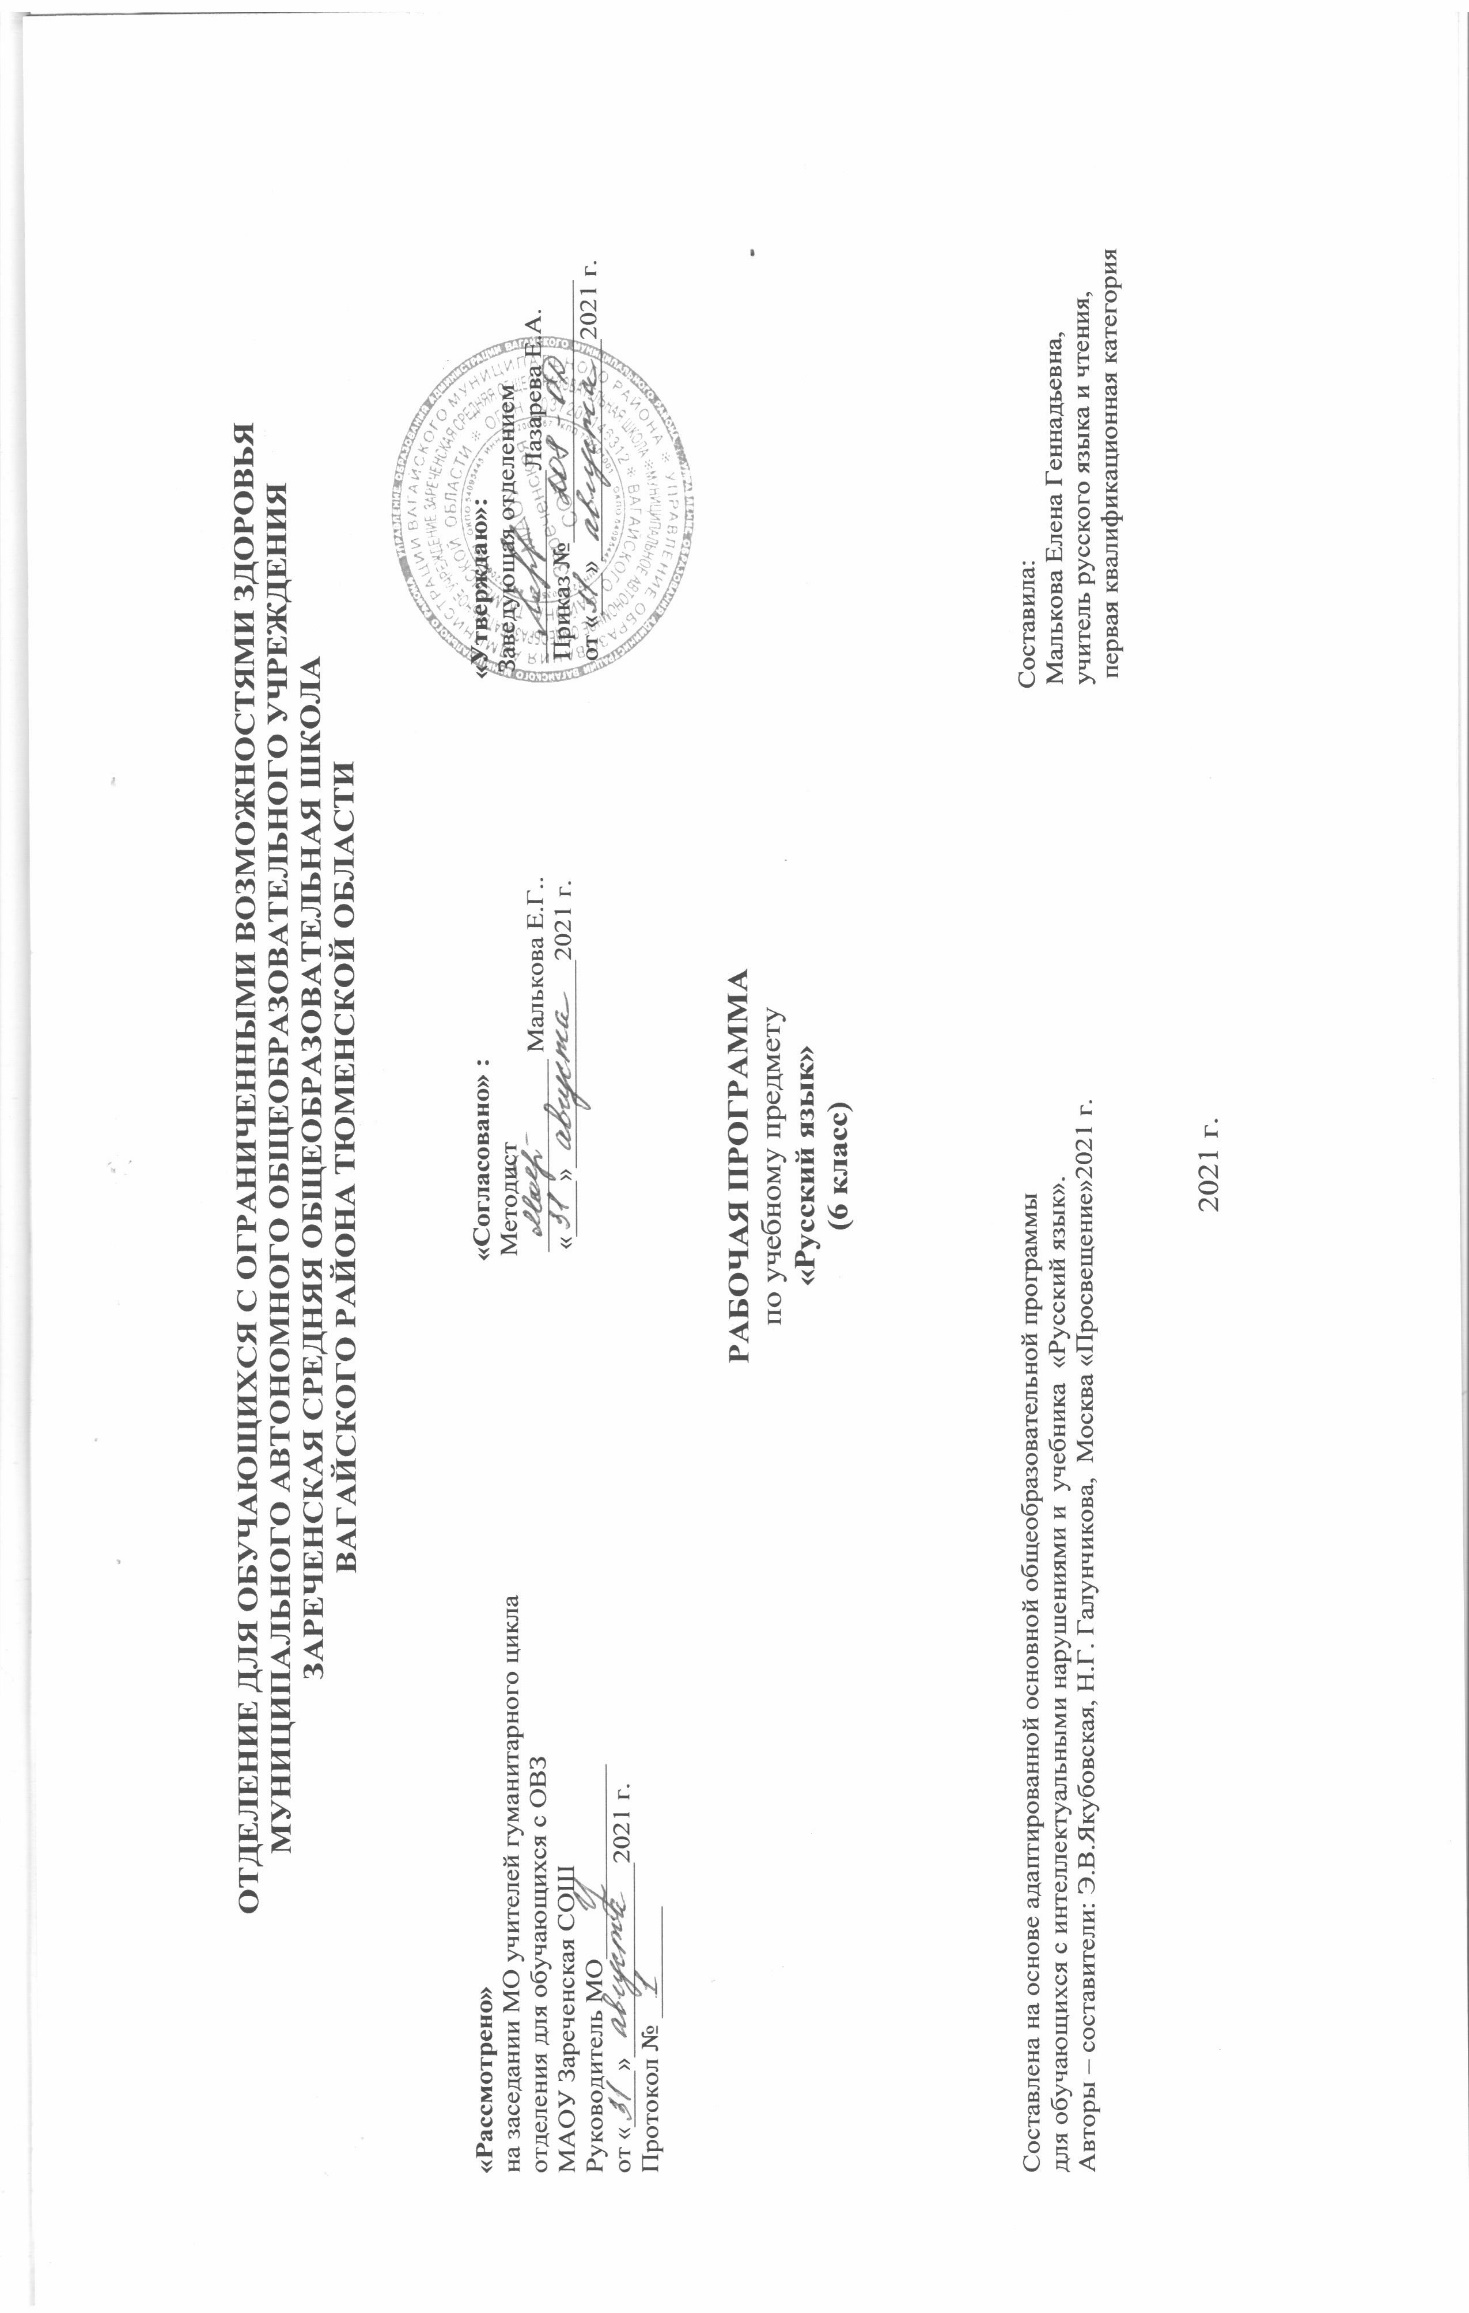 ОТДЕЛЕНИЕ ДЛЯ ОБУЧАЮЩИХСЯ С ОГРАНИЧЕННЫМИ ВОЗМОЖНОСТЯМИ ЗДОРОВЬЯ
МУНИЦИПАЛЬНОГО АВТОНОМНОГО ОБЩЕОБРАЗОВАТЕЛЬНОГО УЧРЕЖДЕНИЯ
ЗАРЕЧЕНСКАЯ СРЕДНЯЯ ОБЩЕОБРАЗОВАТЕЛЬНАЯ ШКОЛА
ВАГАЙСКОГО РАЙОНА ТЮМЕНСКОЙ ОБЛАСТИ
«Рассмотрено»
на заседании МО учителей гуманитарного цикла
отделения для обучающихся с ОВЗ
МАОУ Зареченская СОШ
Руководитель МО
от « 31 » августа 2021 г.
Протокол № 1
«Согласовано» :
Методист
Малькова Е.Г..
« 31 » августа 2021 г.
«Утверждаю»:
Заведующая отделением
Лазарева Е.А.
Приказ №
от « 31 » августа 2021 г.
РАБОЧАЯ ПРОГРАММА
по учебному предмету
«Русский язык»
(6 класс)
Составлена на основе адаптированной основной общеобразовательной программы
для обучающихся с интеллектуальными нарушениями и учебника «Русский язык».
Авторы – составители: Э.В.Якубовская, Н.Г. Галунчикова, Москва «Просвещение»2021 г.
Составила:
Малькова Елена Геннадьевна,
учитель русского языка и чтения,
первая квалификационная категория
2021 г.